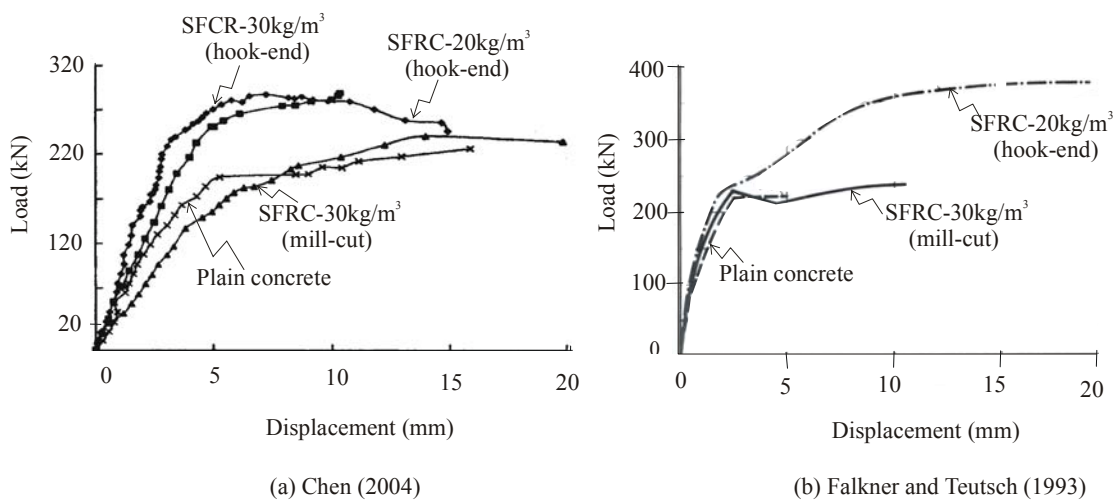 SFCR-30kg/m³
(hook-end)
SFRC-20kg/m³
(hook-end)
320
220
120
20
Load (kN)
SFRC-30kg/m³
(mill-cut)
Plain concrete
0
5
10
15
20
Displacement (mm)
(a) Chen (2004)
400
300
200
100
0
Load (kN)
SFRC-20kg/m³
(hook-end)
SFRC-30kg/m³
(mill-cut)
Plain concrete
0
5
10
15
20
Displacement (mm)
(b) Falkner and Teutsch (1993)